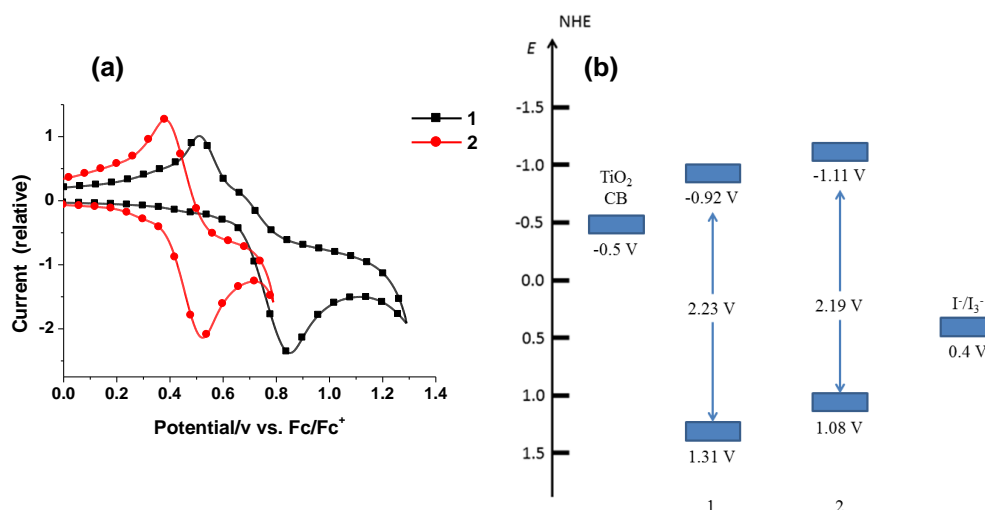 (a)
1
2
1
0
-1
-2
Current (relative)
0.0 0.2 0.4 0.6 0.8 1.0 1.2 1.4
Potential/v vs. Fc/Fc⁺
NHE
E
(b)
-1.5
-1.0
-0.5
0.0
0.5
1.0
1.5
TiO₂
CB
-0.5 V
-0.92 V
2.23 V
1.31 V
1
-1.11 V
2.19 V
1.08 V
2
I⁻/I₃⁻
0.4 V